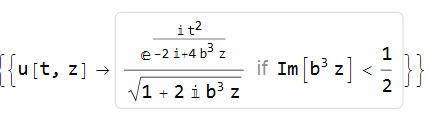 {{u[t, z] → e^(i t^2/(-2 i+4 b^3 z))/√(1 + 2 i b^3 z) if Im[b^3 z] < 1/2}}